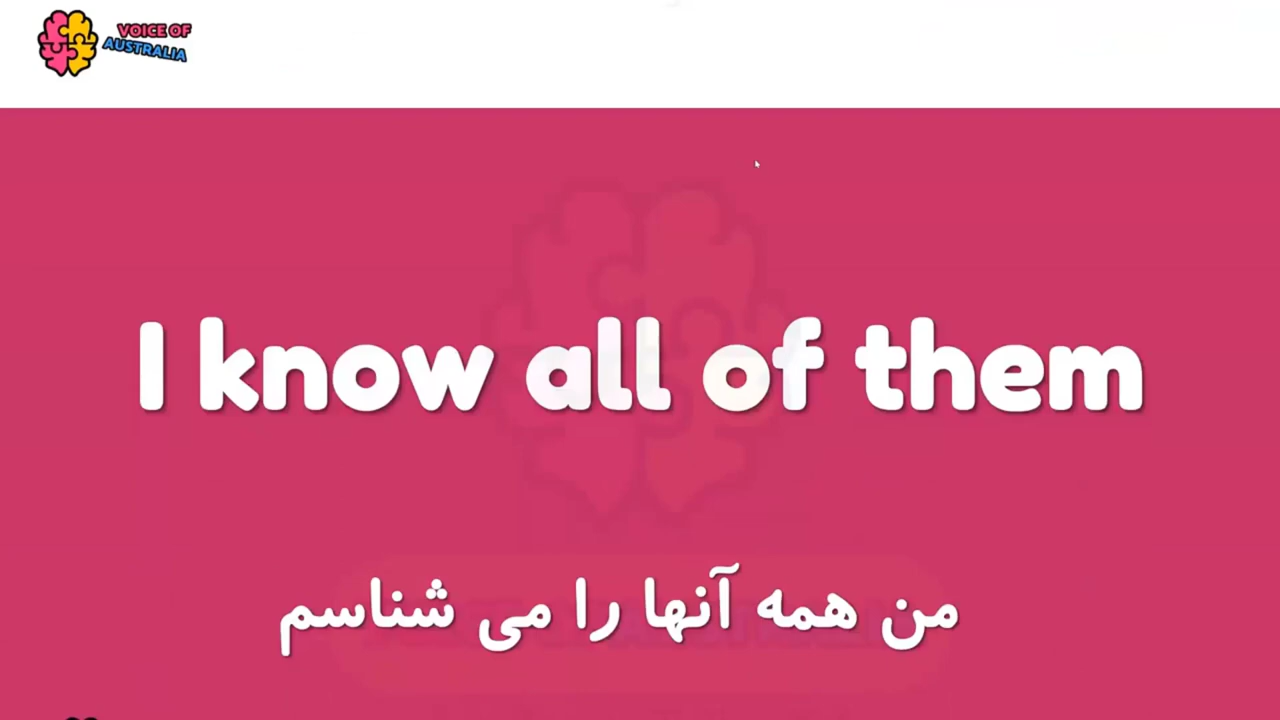 VOICE OF
AUSTRALIA
I know all of them
من همه آنها را می شناسم